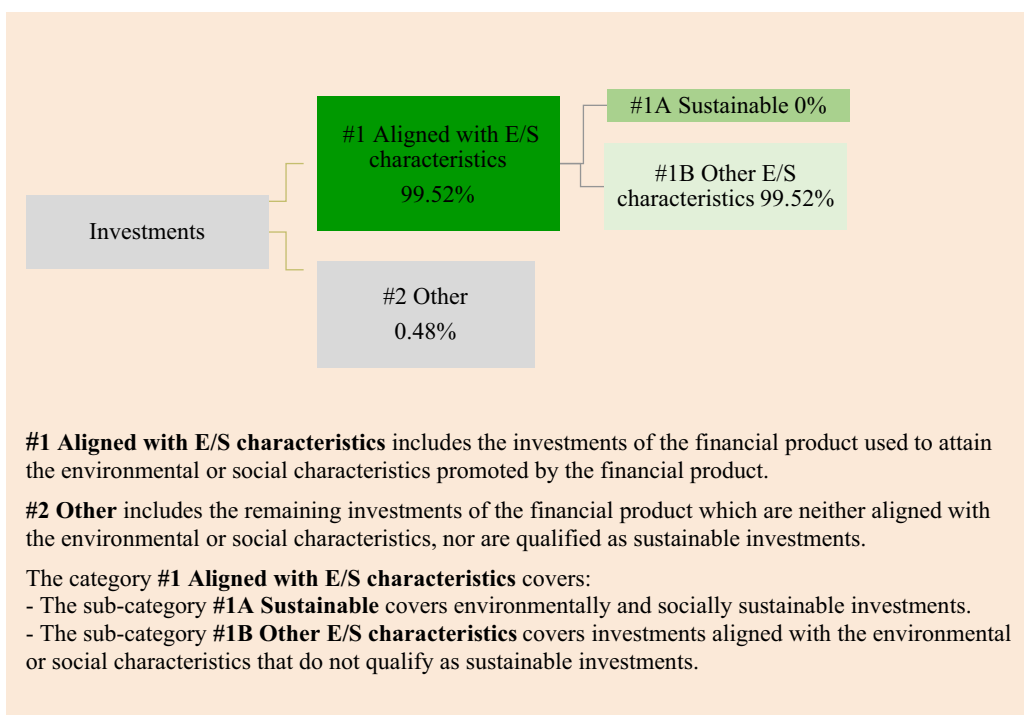 #1A Sustainable 0%
#1 Aligned with E/S
characteristics
99.52%
#1B Other E/S
characteristics 99.52%
Investments
#2 Other
0.48%
#1 Aligned with E/S characteristics includes the investments of the financial product used to attain
the environmental or social characteristics promoted by the financial product.
#2 Other includes the remaining investments of the financial product which are neither aligned with
the environmental or social characteristics, nor are qualified as sustainable investments.
The category #1 Aligned with E/S characteristics covers:
- The sub-category #1A Sustainable covers environmentally and socially sustainable investments.
- The sub-category #1B Other E/S characteristics covers investments aligned with the environmental
or social characteristics that do not qualify as sustainable investments.